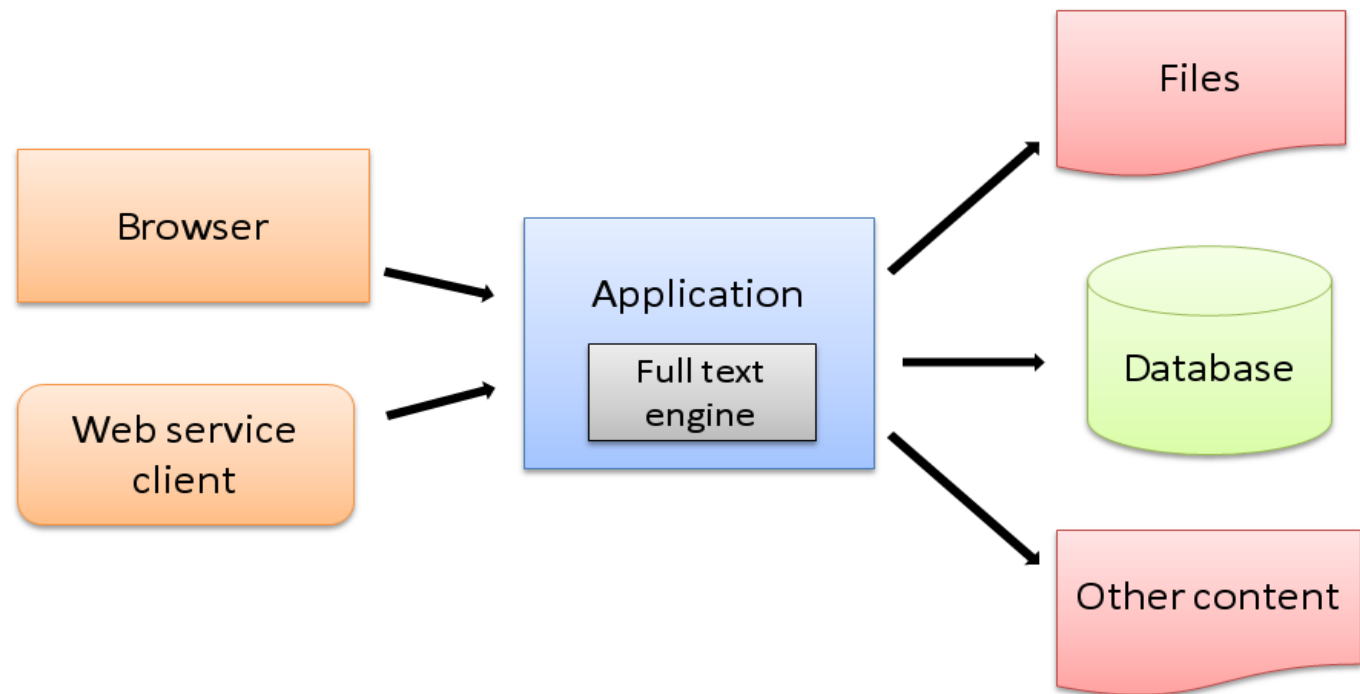 Files
Browser
Application
Full text
engine
Database
Web service
client
Other content